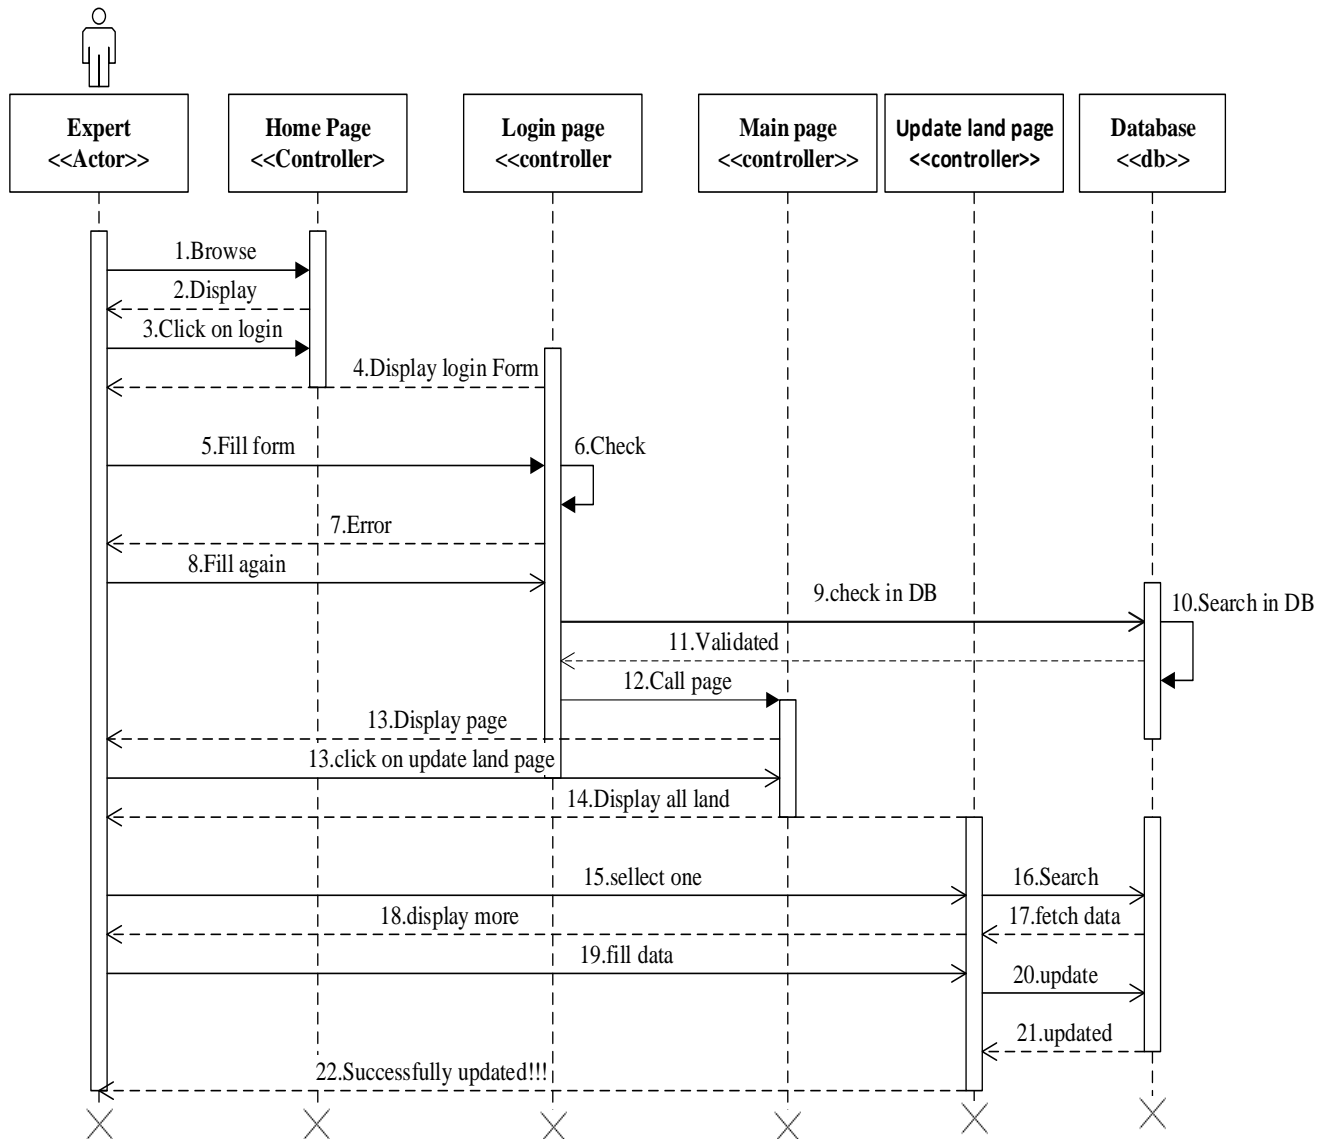 Expert
<<Actor>>
Home Page
<<Controller>
Login page
<<controller
Main page
<<controller>>
Update land page
<<controller>>
Database
<<db>>
1.Browse
2.Display
3.Click on login
4.Display login Form
5.Fill form
6.Check
7.Error
8.Fill again
9.check in DB
10.Search in DB
11.Validated
12.Call page
13.Display page
13.click on update land page
14.Display all land
15.sellect one
16.Search
18.display more
17.fetch data
19.fill data
20.update
21.updated
22.Successfully updated!!!